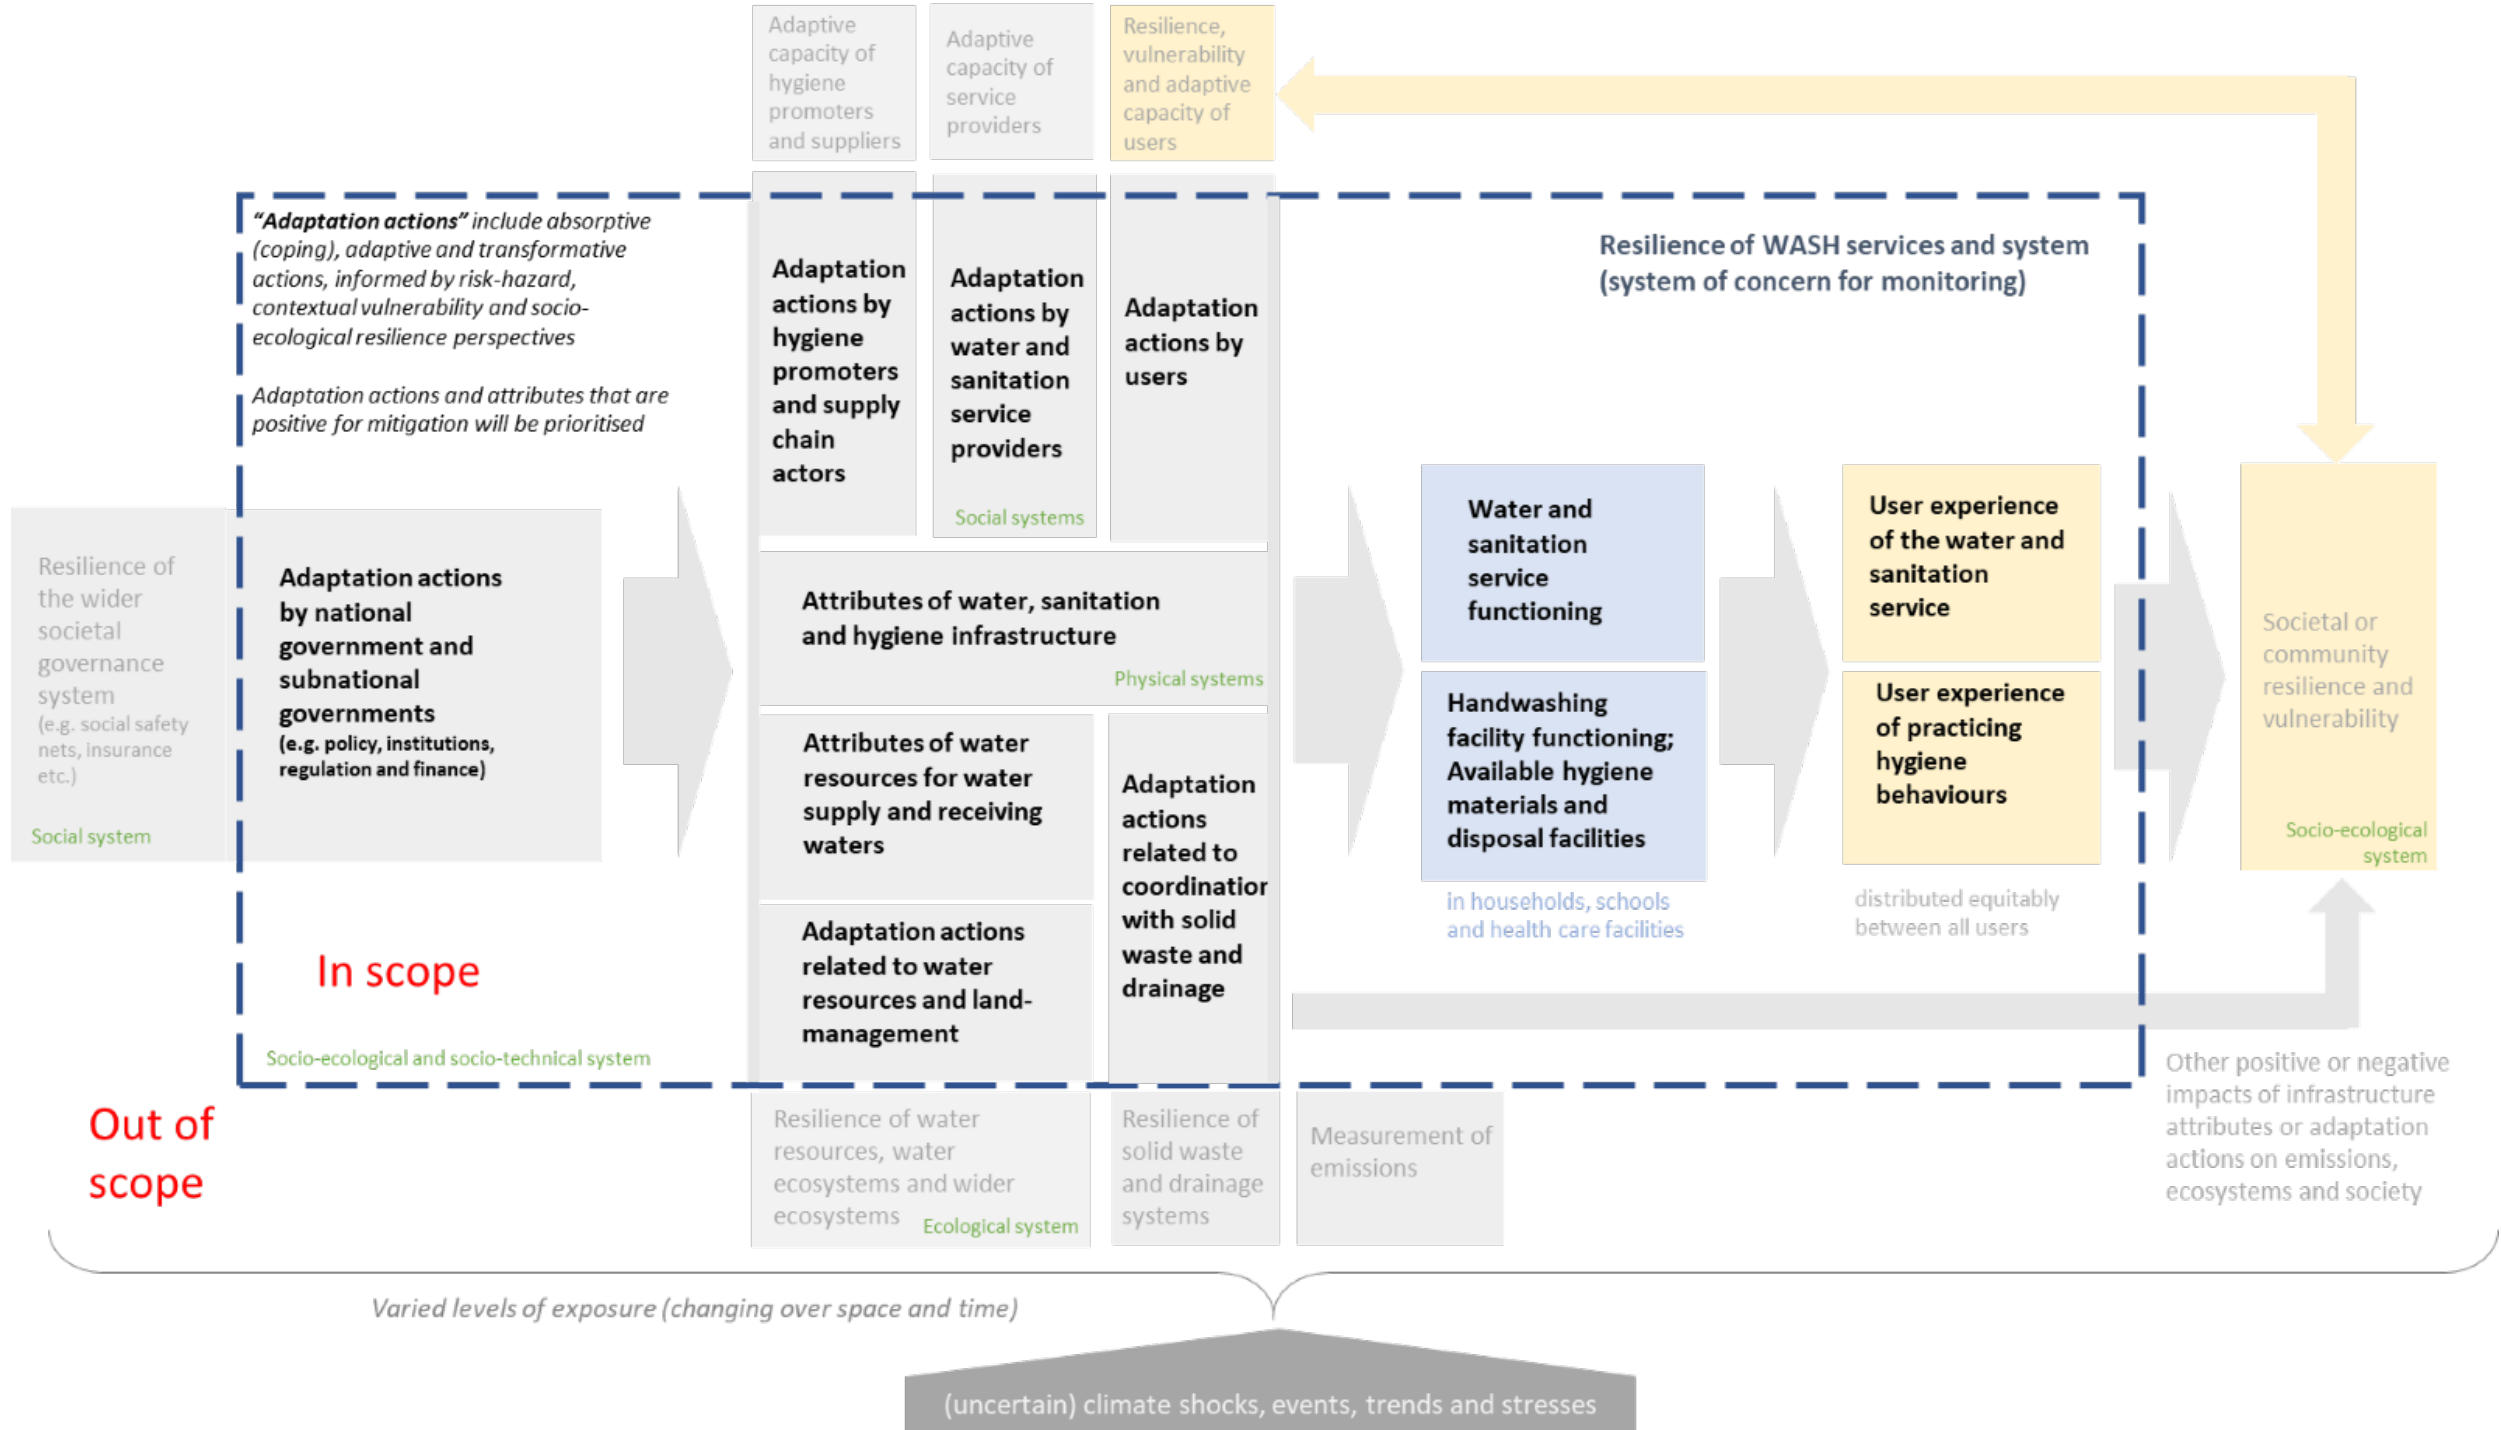 Adaptive
capacity of
hygiene
promoters
and suppliers
Adaptive
capacity of
service
providers
Resilience,
vulnerability
and adaptive
capacity of
users
“Adaptation actions” include absorptive
(coping), adaptive and transformative
actions, informed by risk-hazard,
contextual vulnerability and socio-
ecological resilience perspectives
Adaptation actions and attributes that are
positive for mitigation will be prioritised
Resilience of WASH services and system
(system of concern for monitoring)
Resilience of
the wider
societal
governance
system
(e.g. social safety
nets, insurance
etc.)
Social system
Adaptation actions
by national
government and
subnational
governments
(e.g. policy, institutions,
regulation and finance)
Adaptation
actions by
hygiene
promoters
and supply
chain
actors
Adaptation
actions by
water and
sanitation
service
providers
Social systems
Adaptation
actions by
users
Attributes of water, sanitation
and hygiene infrastructure
Physical systems
Attributes of water
resources for water
supply and receiving
waters
Adaptation actions
related to water
resources and land-
management
Adaptation
actions
related to
coordination
with solid
waste and
drainage
Water and
sanitation
service
functioning
Handwashing
facility functioning;
Available hygiene
materials and
disposal facilities
in households, schools
and health care facilities
User experience
of the water and
sanitation
service
User experience
of practicing
hygiene
behaviours
distributed equitably
between all users
Societal or
community
resilience and
vulnerability
Socio-ecological
system
In scope
Socio-ecological and socio-technical system
Out of
scope
Resilience of water
resources, water
ecosystems and wider
ecosystems
Ecological system
Resilience of
solid waste
and drainage
systems
Measurement of
emissions
Other positive or negative
impacts of infrastructure
attributes or adaptation
actions on emissions,
ecosystems and society
Varied levels of exposure (changing over space and time)
(uncertain) climate shocks, events, trends and stresses